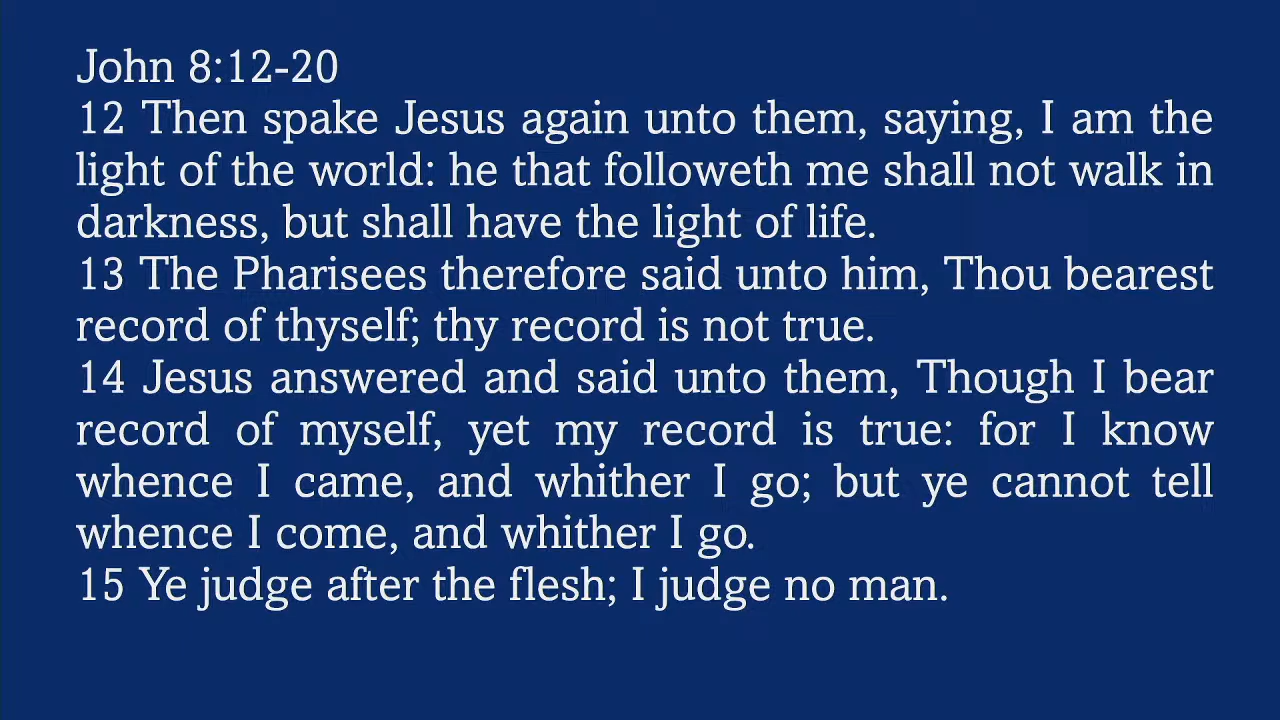 John 8:12-20
12 Then spake Jesus again unto them, saying, I am the
light of the world: he that followeth me shall not walk in
darkness, but shall have the light of life.
13 The Pharisees therefore said unto him, Thou bearest
record of thyself; thy record is not true.
14 Jesus answered and said unto them, Though I bear
record of myself, yet my record is true: for I know
whence I came, and whither I go; but ye cannot tell
whence I come, and whither I go.
15 Ye judge after the flesh; I judge no man.